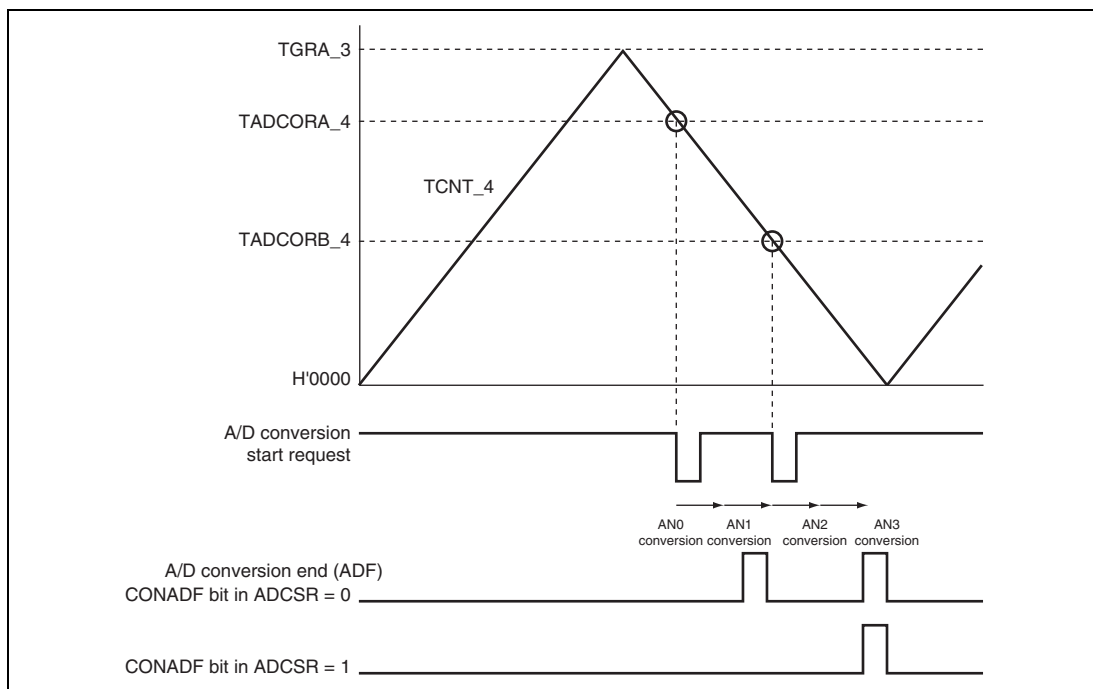 TGRA_3
TADCORA_4
TCNT_4
TADCORB_4
H'0000
A/D conversion
start request
AN0
conversion
AN1
conversion
AN2
conversion
AN3
conversion
A/D conversion end (ADF)
CONADF bit in ADCSR = 0
CONADF bit in ADCSR = 1